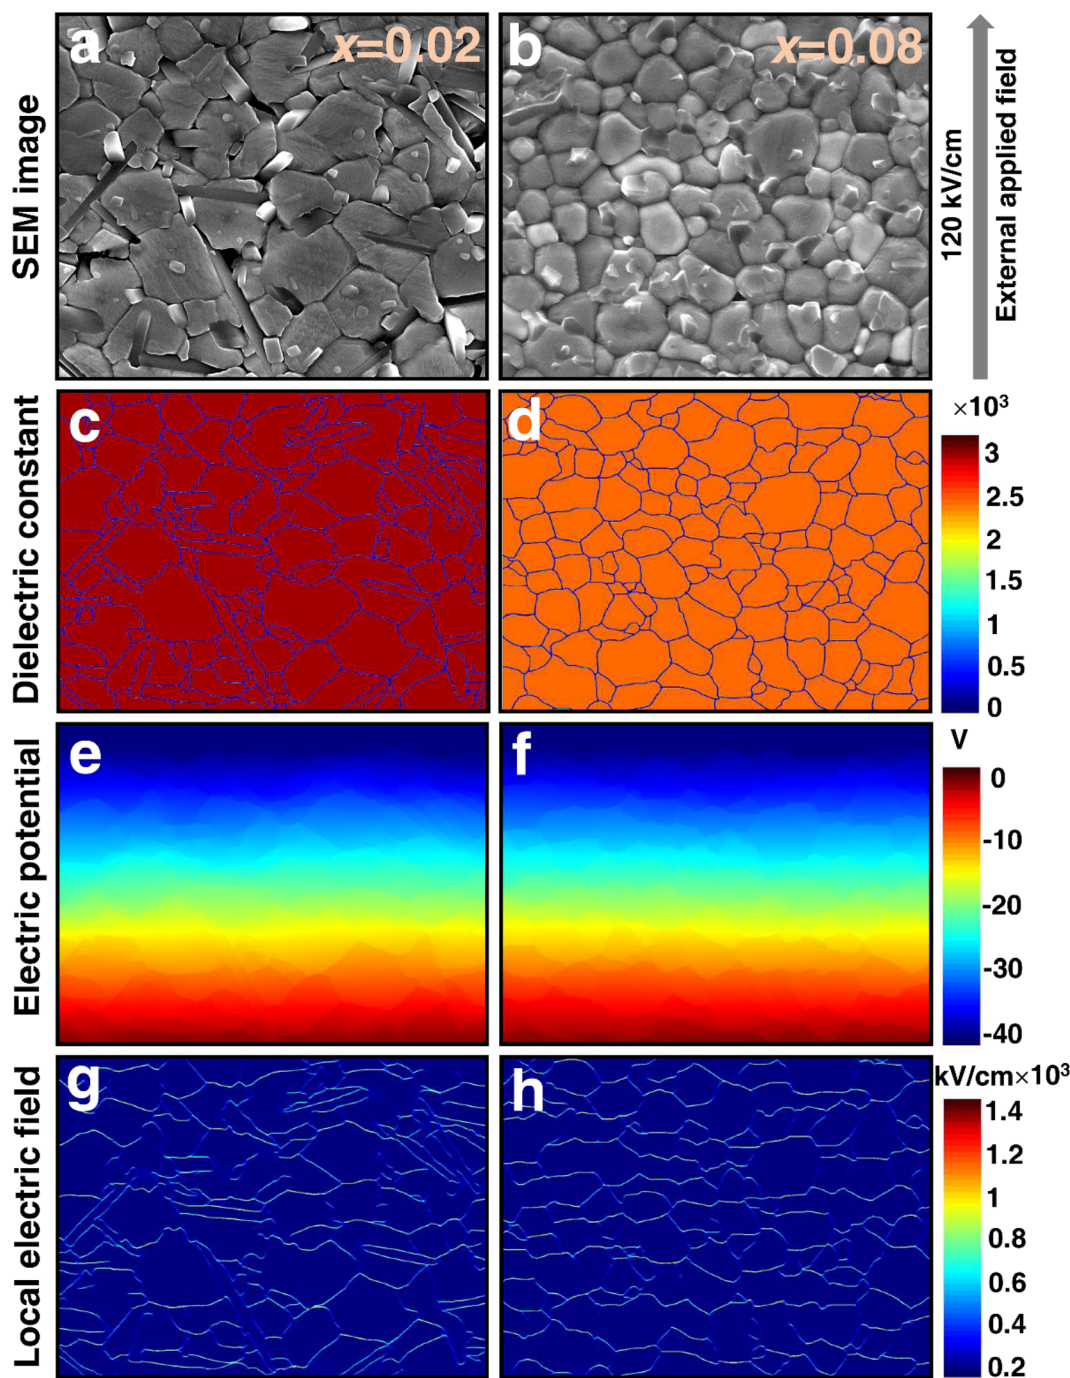 SEM image
a
x=0.02
b
x=0.08
120 kV/cm
External applied field
Dielectric constant
c
d
×10³
3
2.5
2
1.5
1
0.5
0
Electric potential
e
f
V
0
-10
-20
-30
-40
Local electric field
g
h
kV/cm×10³
1.4
1.2
1
0.8
0.6
0.4
0.2